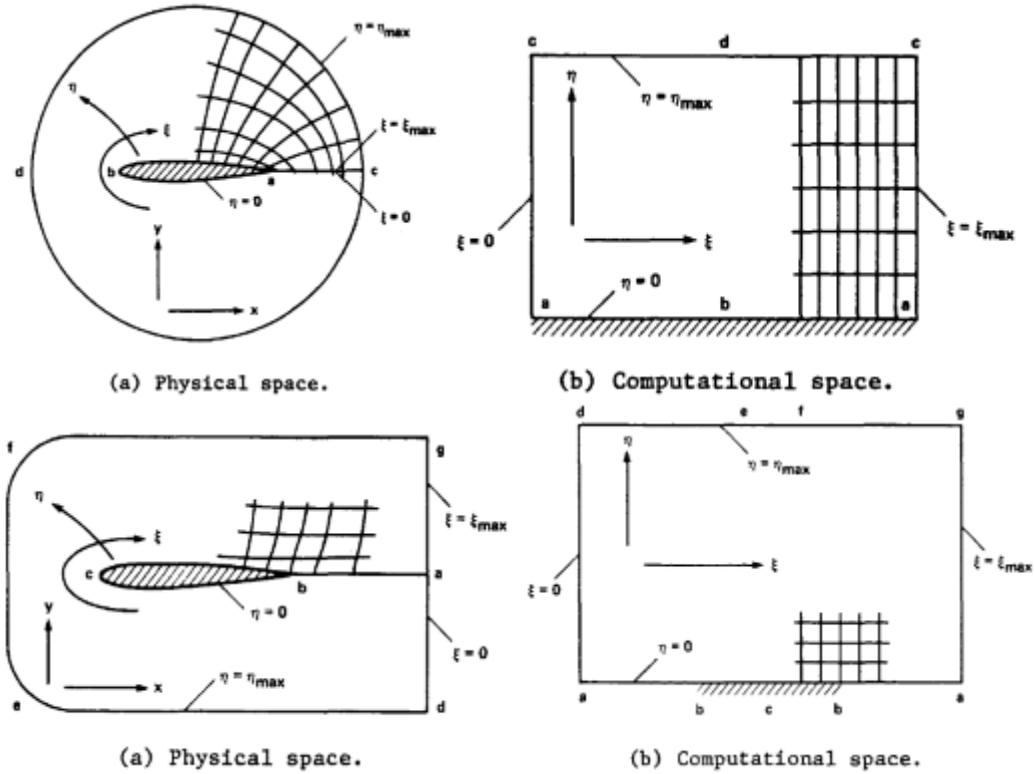 η = ηmax
η
ξ
ξ = ξmax
d
b
a
c
η = 0
ξ = 0
y
x
(a) Physical space.
c
d
c
η
η = ηmax
ξ = 0
ξ
ξ = ξmax
η = 0
a
b
a
(b) Computational space.
f
g
η
ξ
ξ = ξmax
c
b
a
η = 0
y
ξ = 0
x
η = ηmax
e
d
(a) Physical space.
d
e
f
g
η
η = ηmax
ξ
ξ = 0
ξ = ξmax
η = 0
a
b
c
b
a
(b) Computational space.